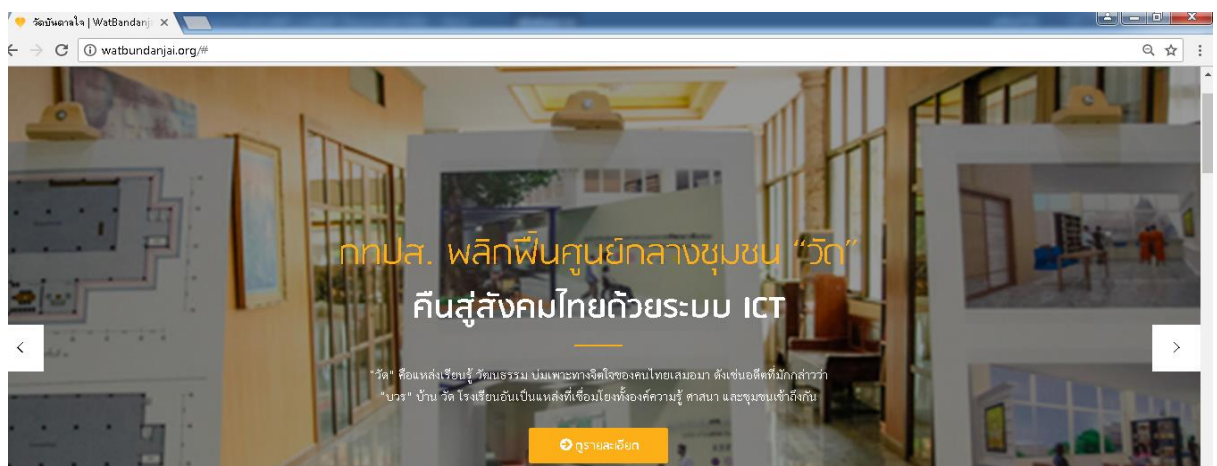 วัดบันดาลใจ | WatBandanj
watbundanjai.org/#
กทปส. พลิกฟื้นศูนย์กลางชุมชน “วัด”
คืนสู่สังคมไทยด้วยระบบ ICT
"วัด" คือแหล่งเรียนรู้ วัฒนธรรม บ่มเพาะทางจิตใจของคนไทยเสมอมา ดังเช่นอดีตที่มักกล่าวว่า
"บวร" บ้าน วัด โรงเรียนอันเป็นแหล่งที่เชื่อมโยงทั้งองค์ความรู้ ศาสนา และชุมชนเข้าถึงกัน
ดูรายละเอียด